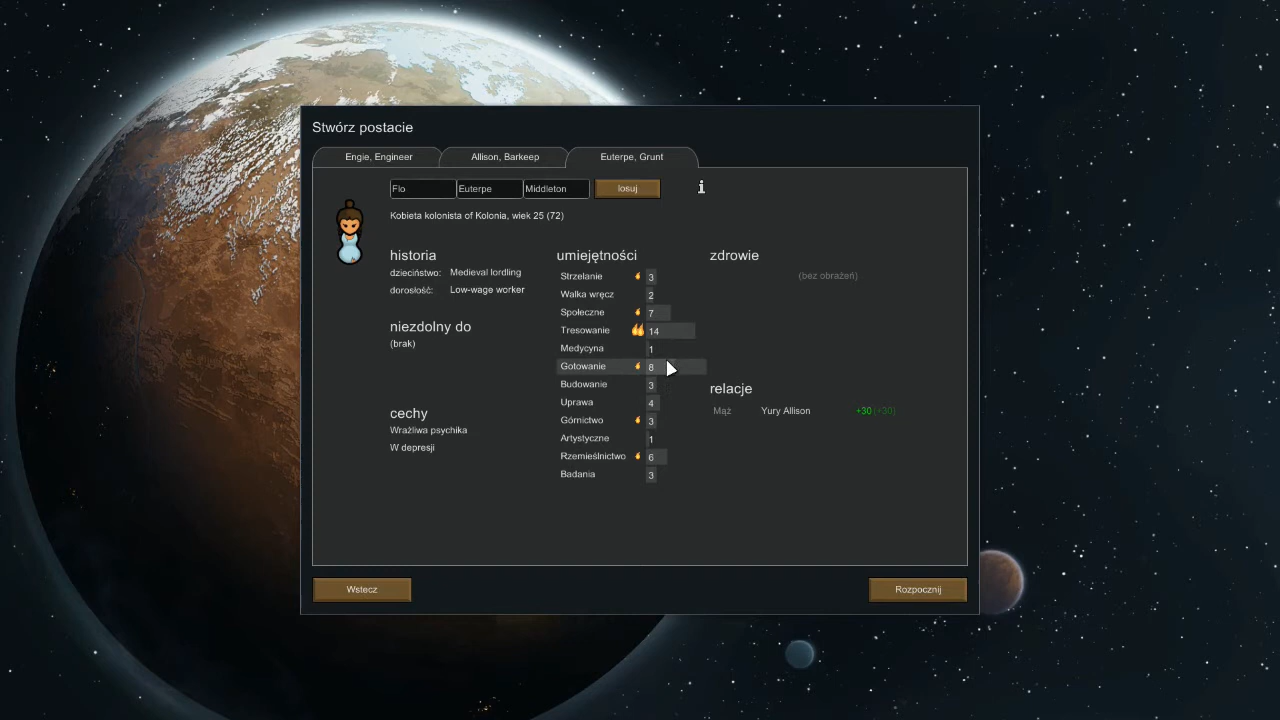 Stwórz postacie
Engie, Engineer
Allison, Barkeep
Euterpe, Grunt
Flo
Euterpe
Middleton
losuj
Kobieta kolonista of Kolonia, wiek 25 (72)
historia
dzieciństwo: Medieval lordling
dorosłość: Low-wage worker
niezdolny do
(brak)
cechy
Wrażliwa psychika
W depresji
umiejętności
Strzelanie 3
Walka wręcz 2
Społeczne 7
Tresowanie 14
Medycyna 1
Gotowanie 8
Budowanie 3
Uprawa 4
Górnictwo 3
Artystyczne 1
Rzemieślnictwo 6
Badania 3
zdrowie
(bez obrażeń)
relacje
Mąż Yury Allison +30 (+30)
Wstecz
Rozpocznij